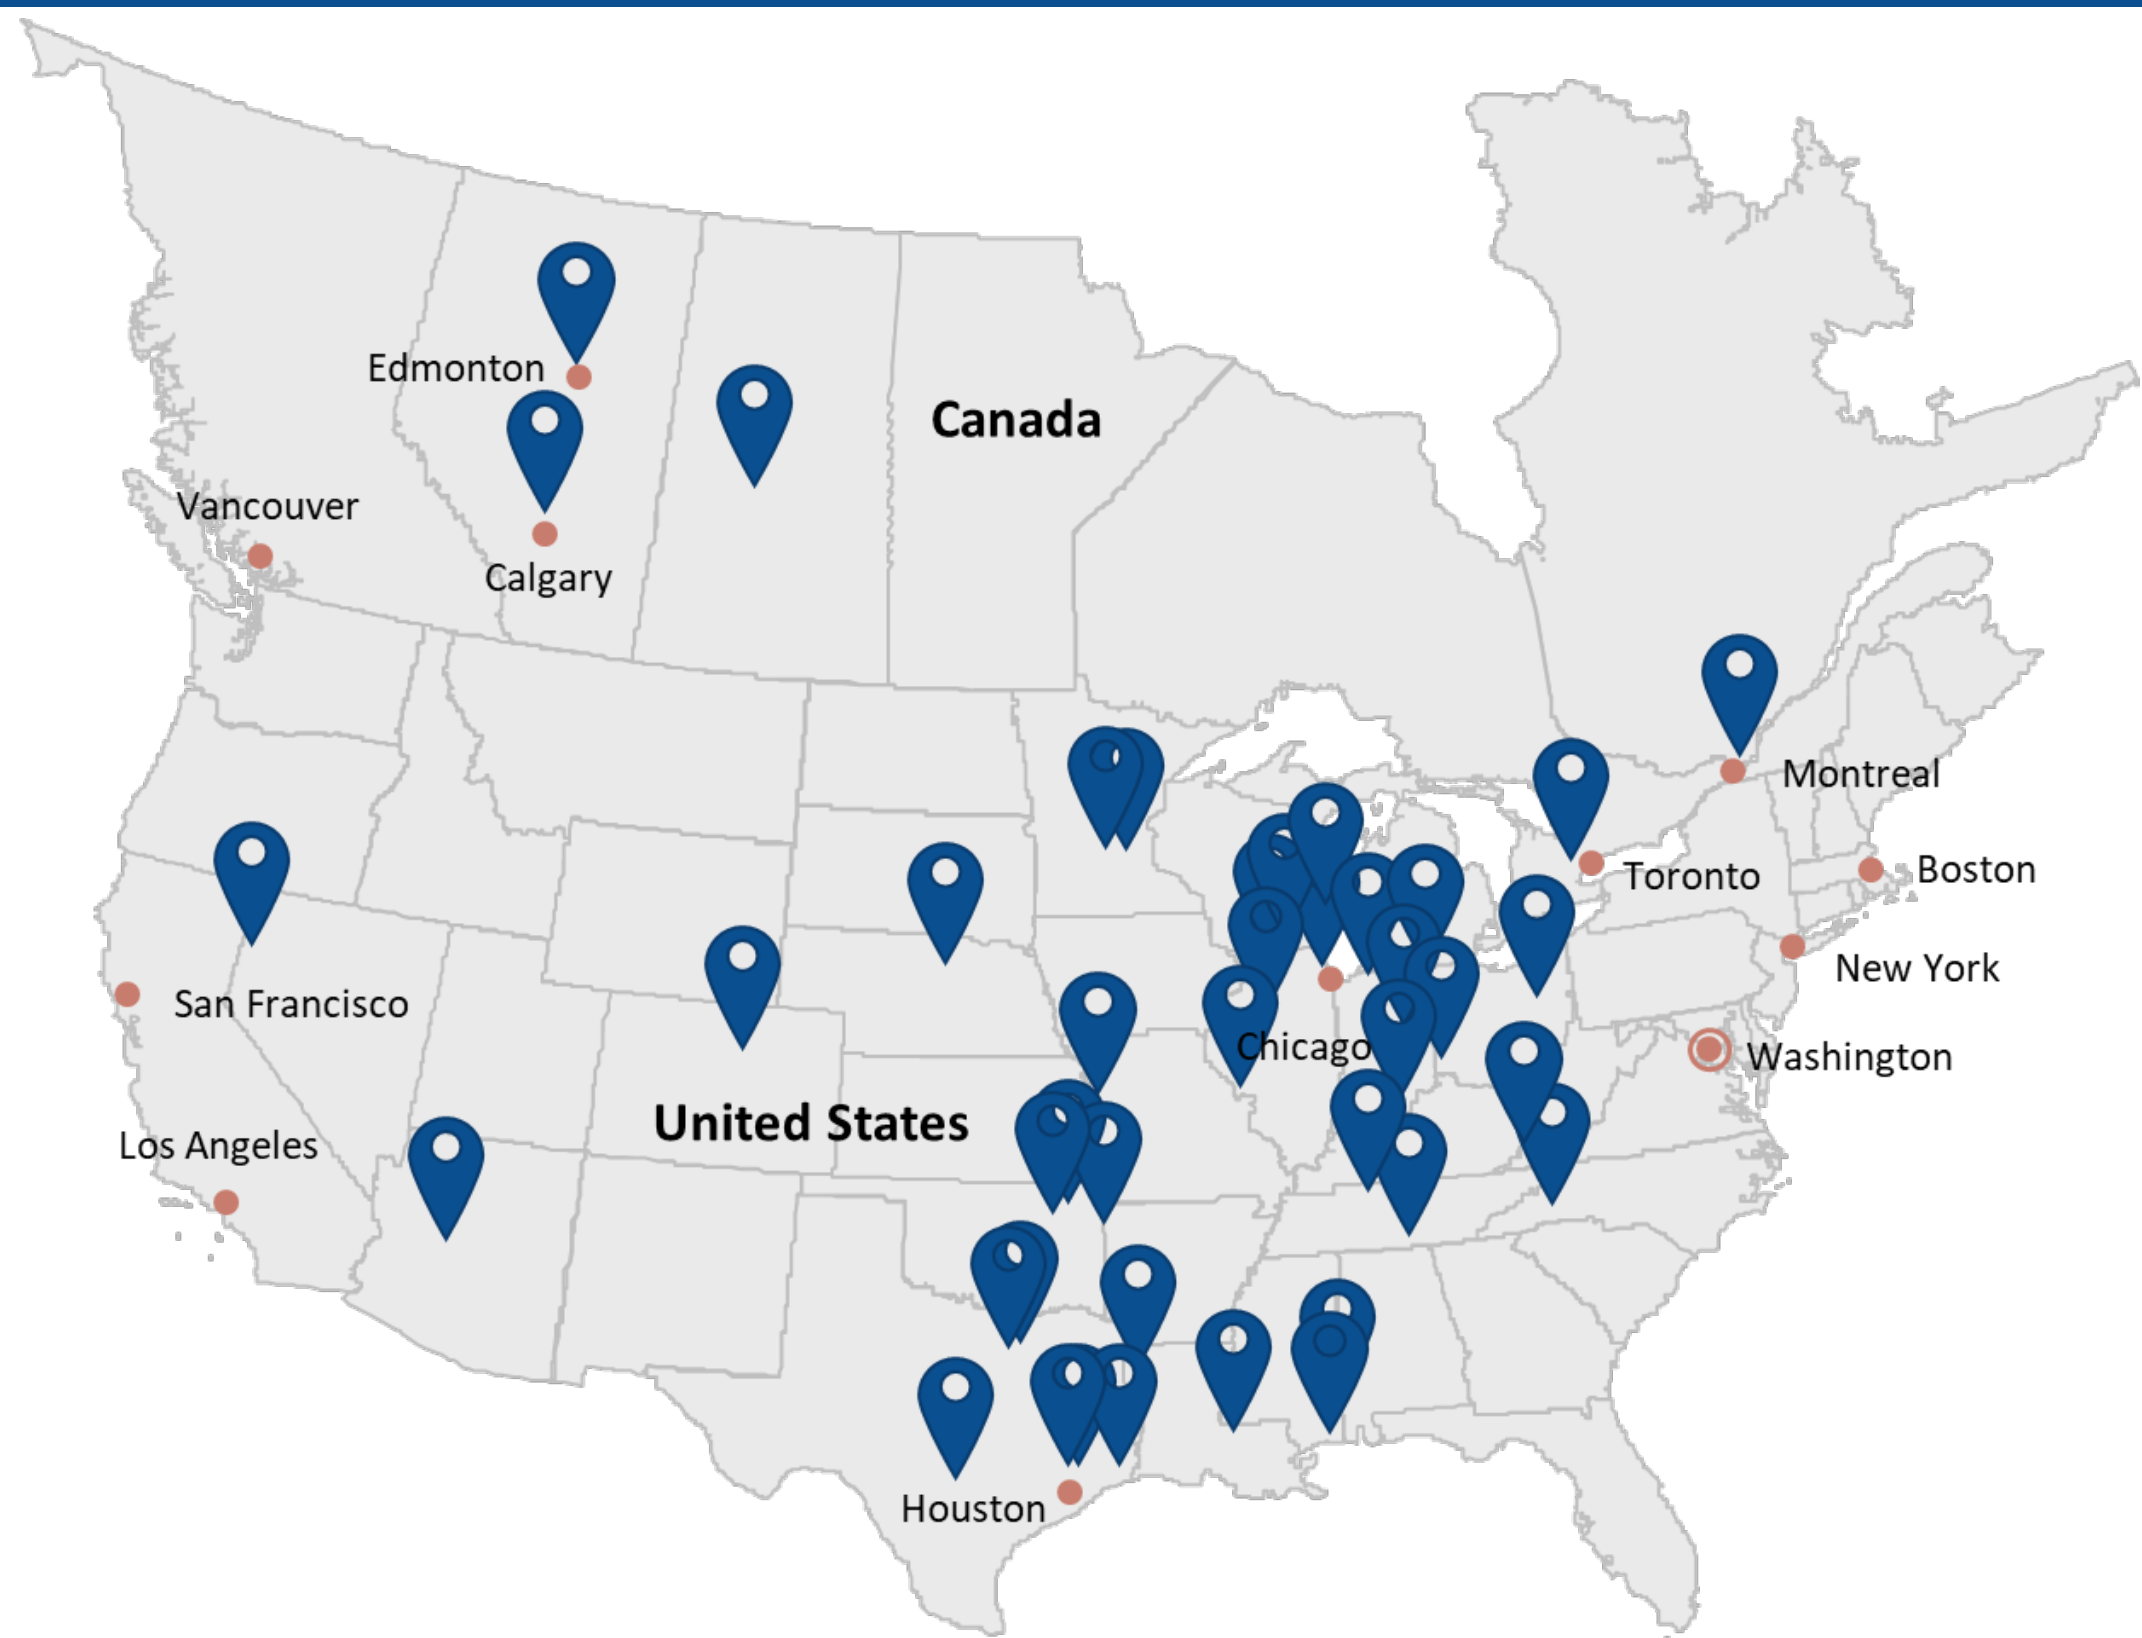 Edmonton
Canada
Vancouver
Calgary
Montreal
Boston
Toronto
New York
San Francisco
Chicago
Washington
United States
Los Angeles
Houston